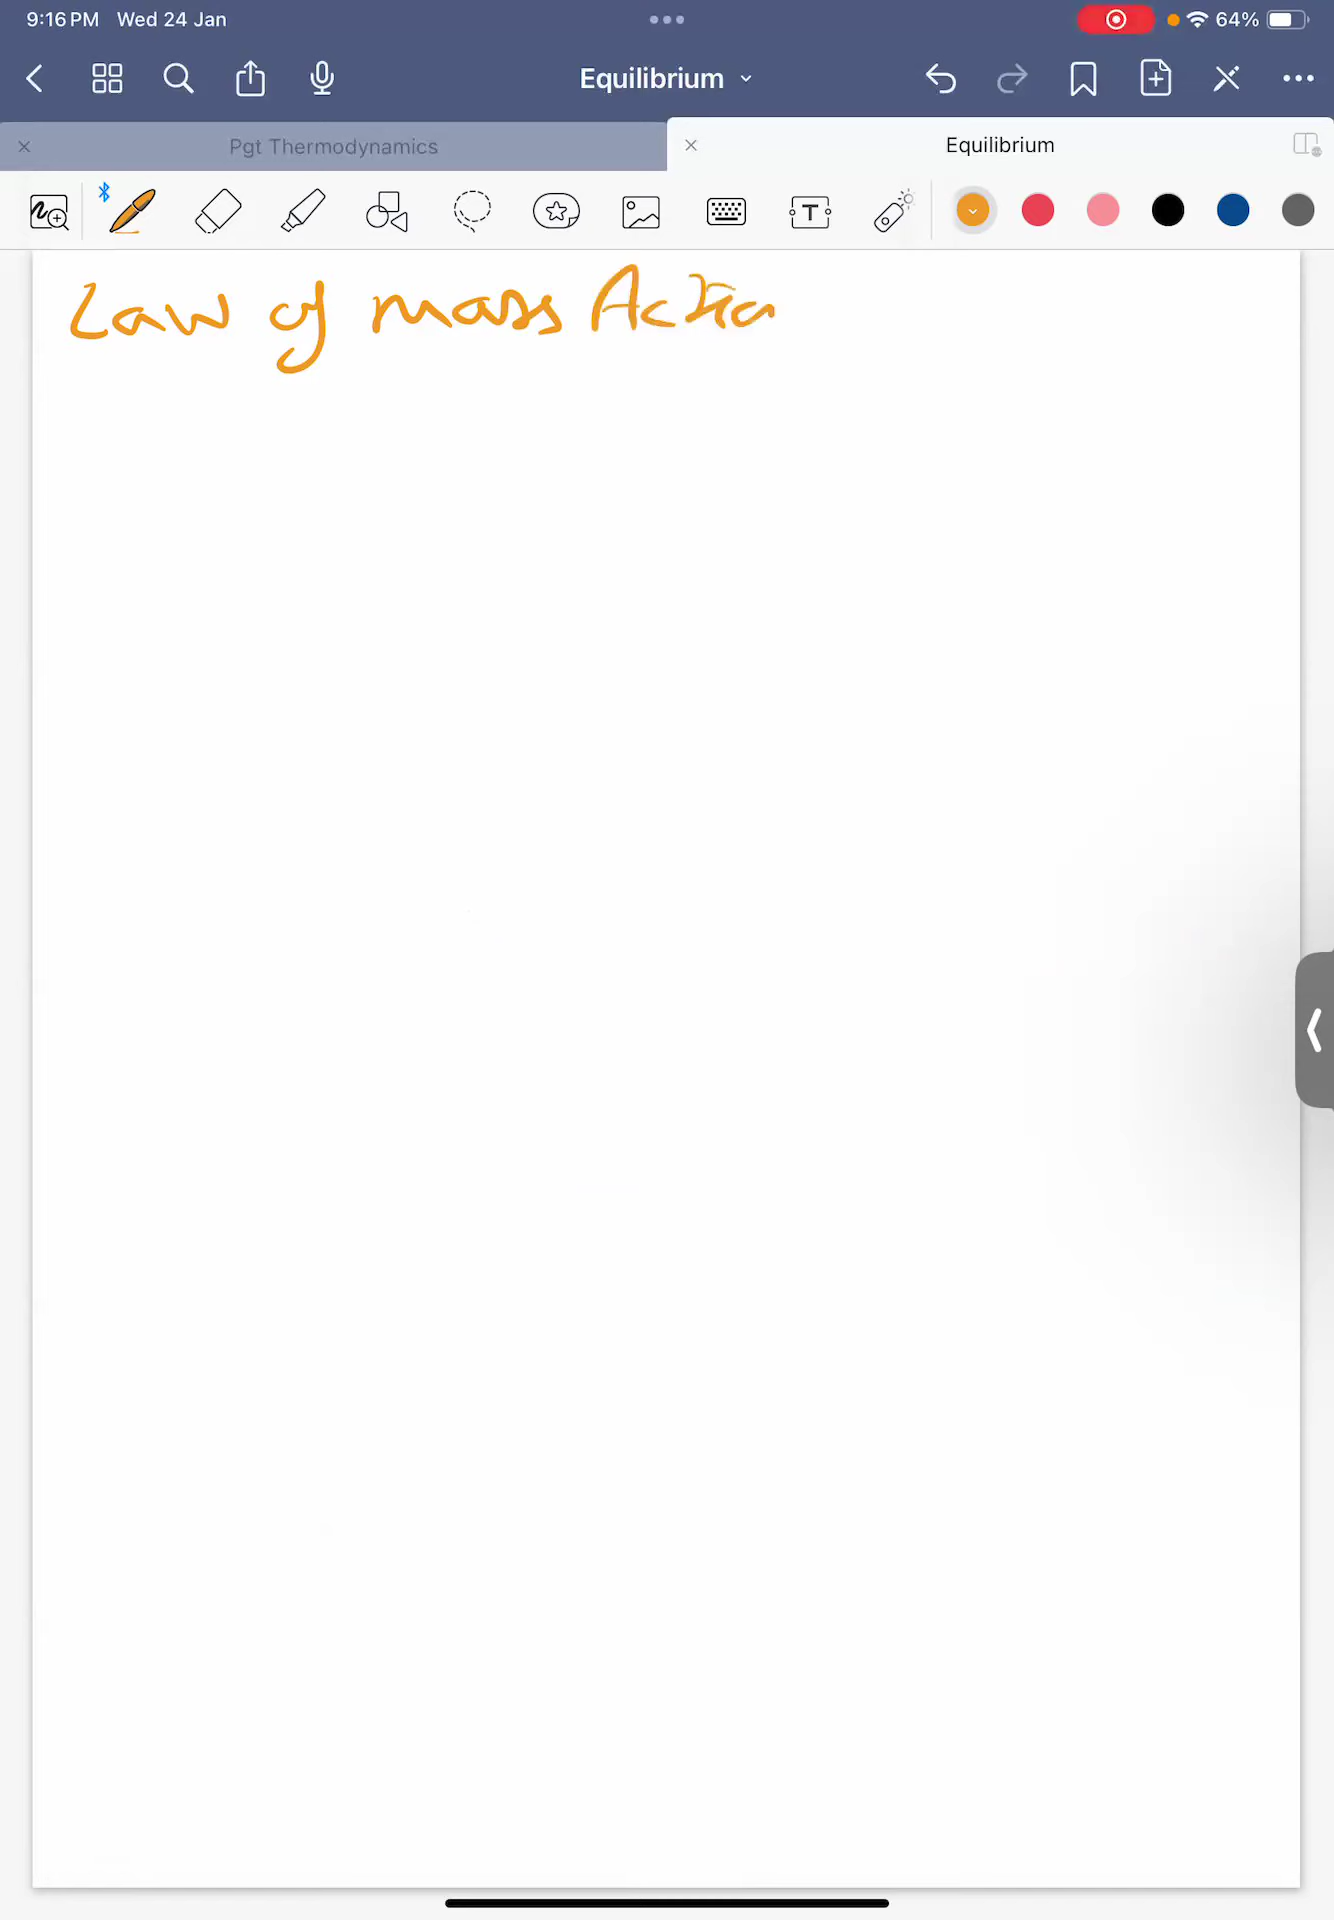 9:16 PM Wed 24 Jan
64%
Equilibrium
Pgt Thermodynamics
Equilibrium
T
Law of mass Action